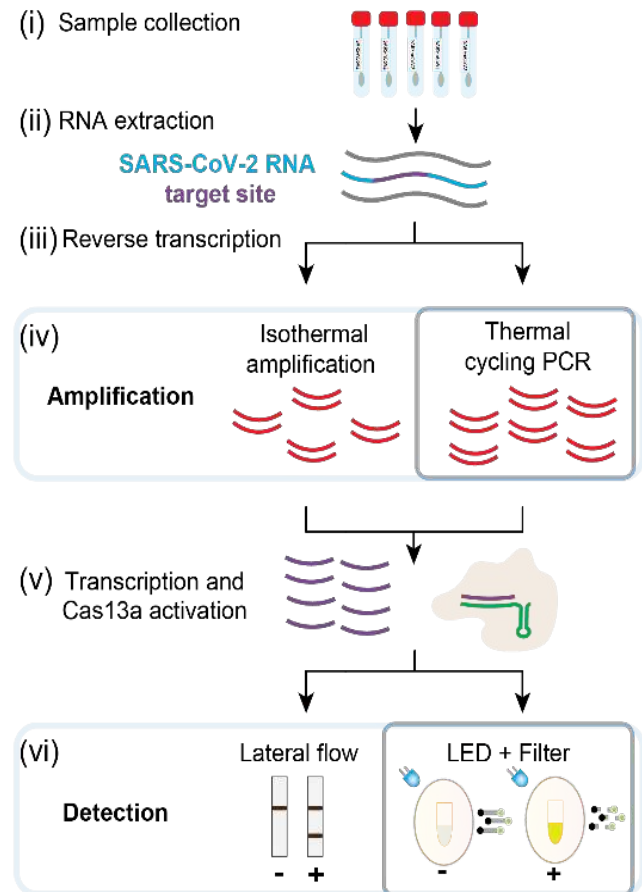 (i) Sample collection
(ii) RNA extraction
SARS-CoV-2 RNA
target site
(iii) Reverse transcription
(iv)
Amplification
Isothermal
amplification
Thermal
cycling PCR
(v) Transcription and
Cas13a activation
(vi)
Detection
Lateral flow
- +
LED + Filter
- +